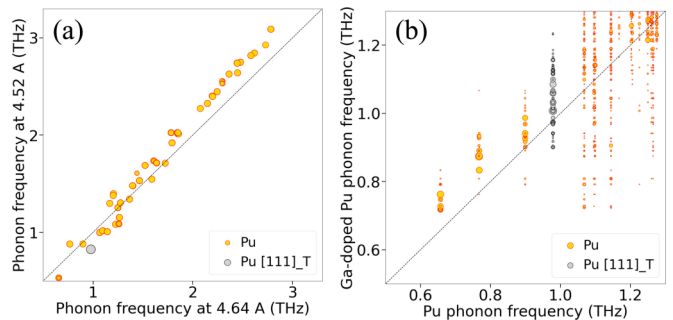 (a)
Phonon frequency at 4.52 A (THz)
3
2
1
1
2
3
Phonon frequency at 4.64 A (THz)
Pu
Pu [111]_T
(b)
Ga-doped Pu phonon frequency (THz)
1.2
1.0
0.8
0.6
0.6
0.8
1.0
1.2
Pu phonon frequency (THz)
Pu
Pu [111]_T